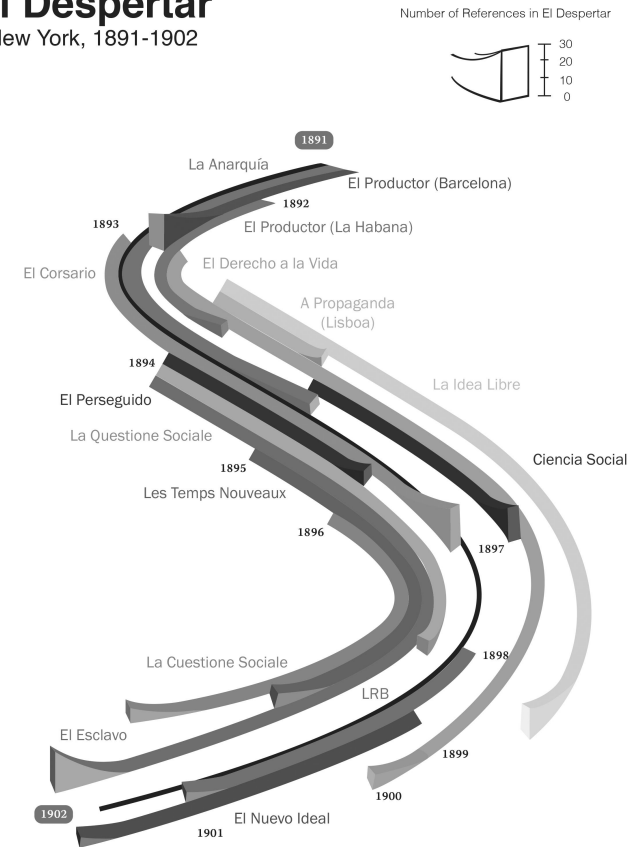 l Despertar
New York, 1891-1902
Number of References in El Despertar
30
20
10
0
1891
La Anarquía
El Productor (Barcelona)
1892
1893
El Productor (La Habana)
El Derecho a la Vida
El Corsario
A Propaganda
(Lisboa)
1894
La Idea Libre
El Perseguido
La Questione Sociale
Ciencia Social
1895
Les Temps Nouveaux
1896
1897
1898
La Cuestione Sociale
LRB
El Esclavo
1899
1900
1902
El Nuevo Ideal
1901